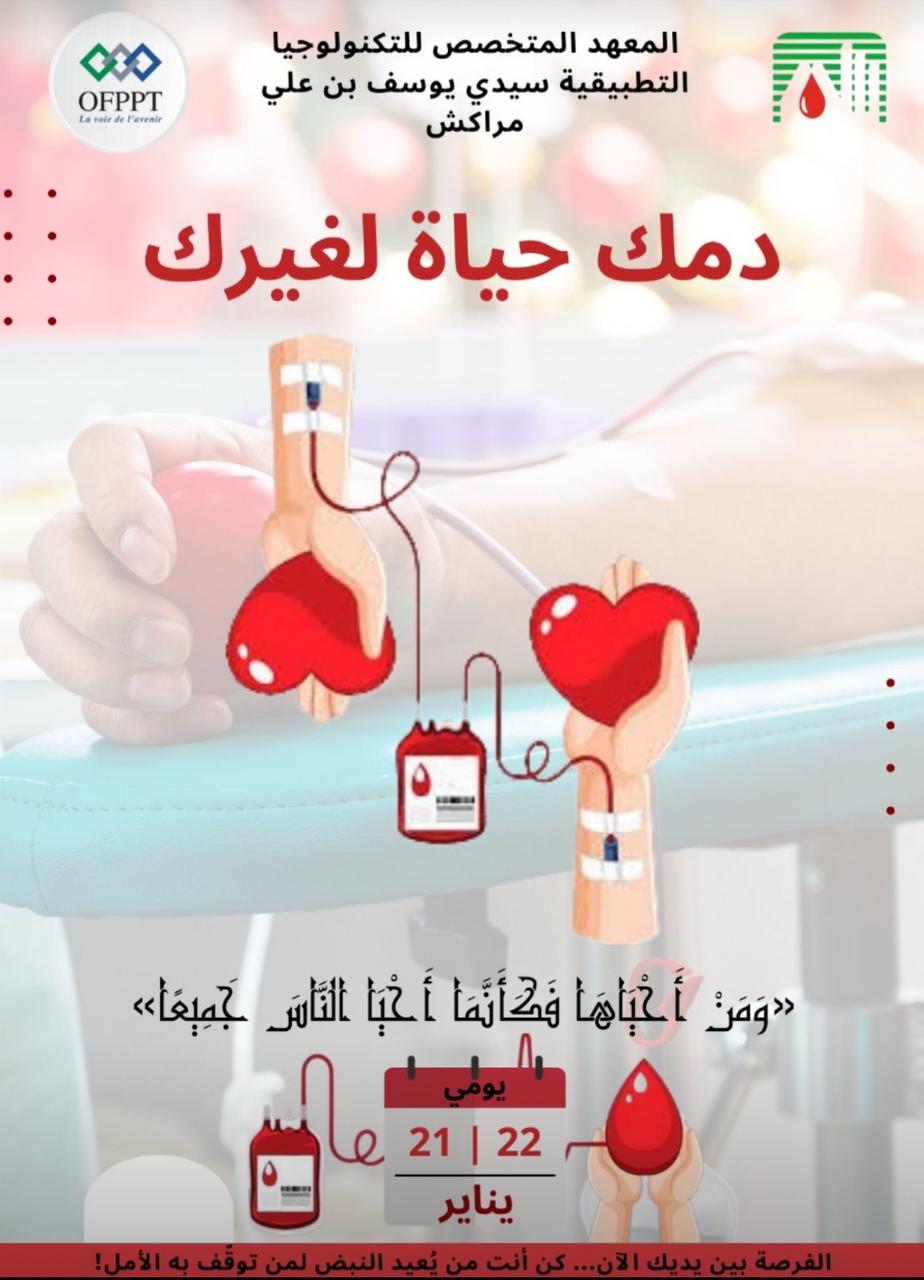 OFPPT
La voie de l'avenir
المعهد المتخصص للتكنولوجيا
التطبيقية سيدي يوسف بن علي
مراكش
دمك حياة لغيرك
«وَمَنْ أَحْيَاهَا فَكَأَنَّمَا أَحْيَا النَّاسَ جَمِيعًا»
يومي
21 | 22
يناير
الفرصة بين يديك الآن... كن أنت من يُعيد النبض لمن توقّف به الأمل!